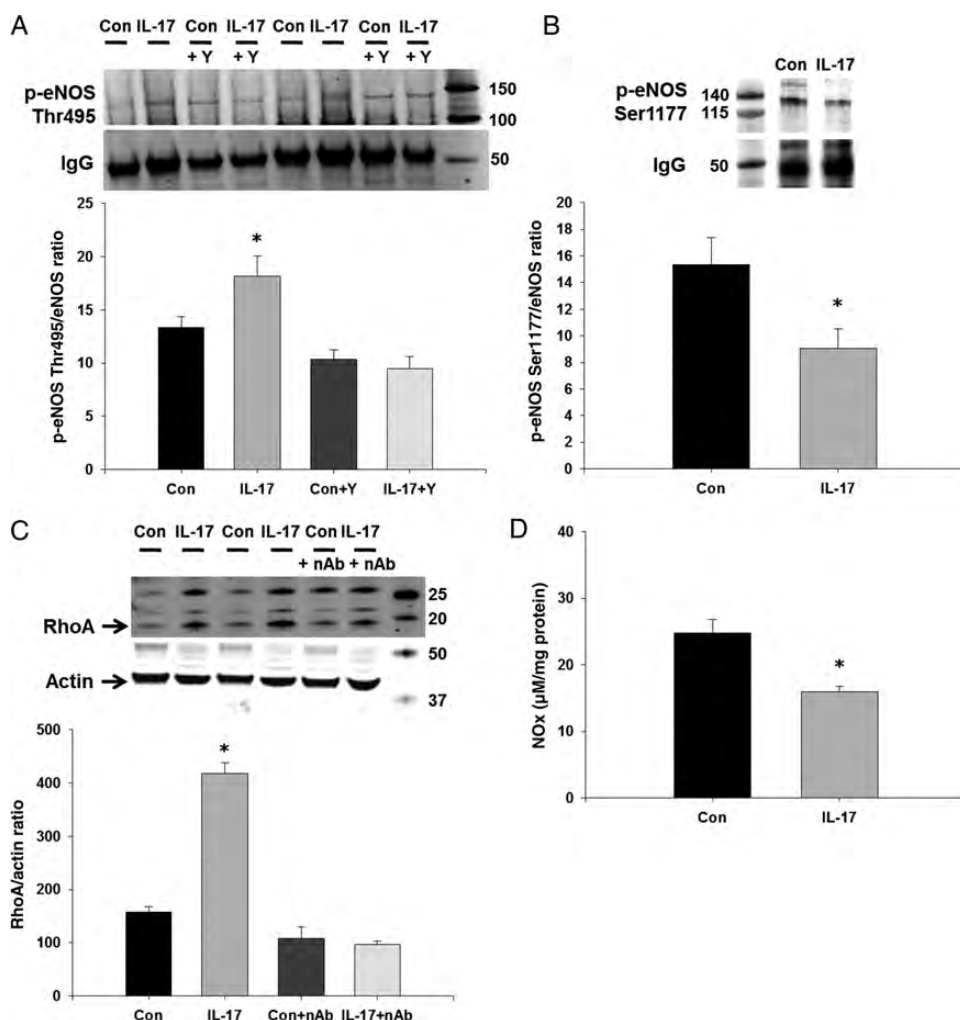 A
Con IL-17 Con IL-17 Con IL-17 Con IL-17
+ Y + Y + Y + Y
p-eNOS
Thr495
150
100
IgG
50
p-eNOS Thr495/eNOS ratio
25
20
15
10
5
0
*
Con IL-17 Con+Y IL-17+Y
B
Con IL-17
p-eNOS
Ser1177
140
115
IgG
50
p-eNOS Ser1177/eNOS ratio
20
18
16
14
12
10
8
6
4
2
0
*
Con IL-17
C
Con IL-17 Con IL-17 Con IL-17
+ nAb + nAb
25
20
RhoA
50
Actin
37
RhoA/actin ratio
500
400
300
200
100
0
*
Con IL-17 Con+nAb IL-17+nAb
D
NOx (µM/mg protein)
40
30
20
10
0
*
Con IL-17